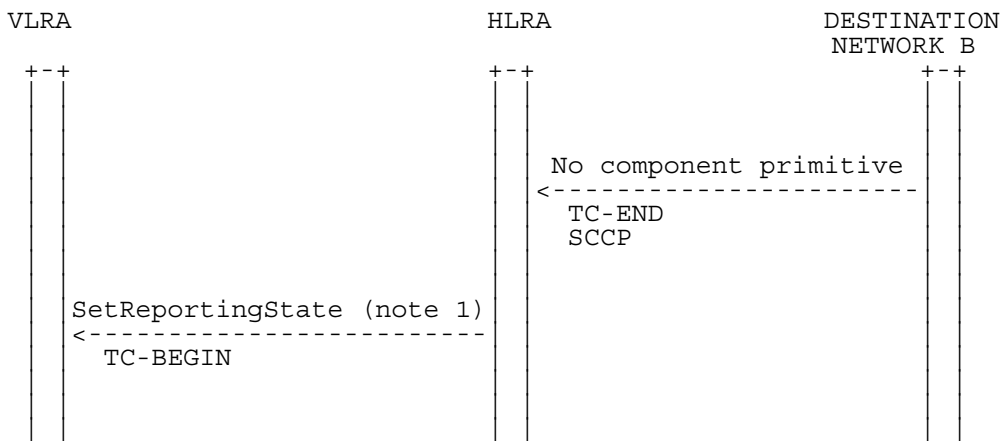 VLRA HLRA DESTINATION
NETWORK B
No component primitive
TC-END
SCCP
SetReportingState (note 1)
TC-BEGIN